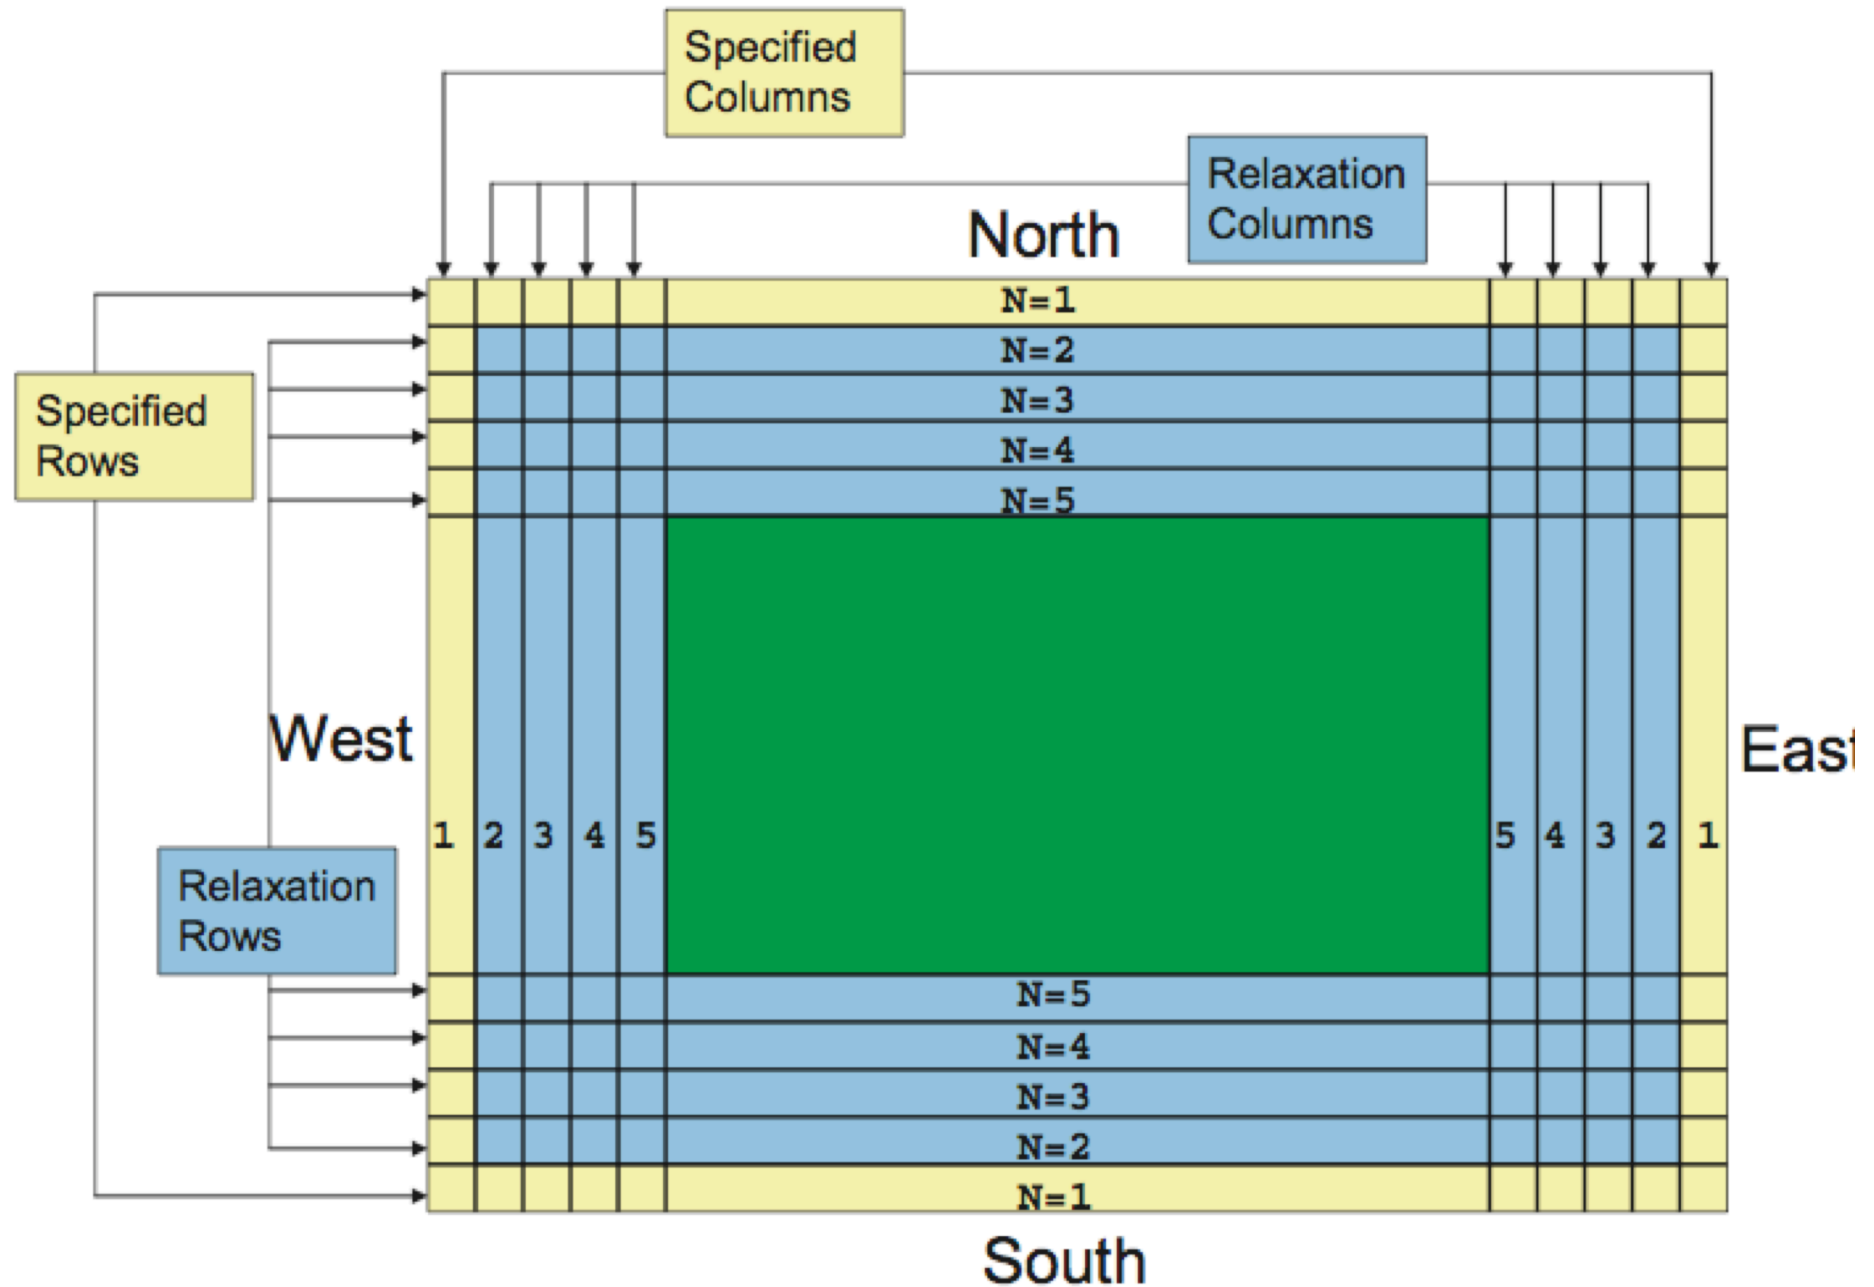 Specified
Columns
Relaxation
Columns
North
N=1
N=2
N=3
N=4
N=5
Specified
Rows
West
East
1 2 3 4 5
5 4 3 2 1
Relaxation
Rows
N=5
N=4
N=3
N=2
N=1
South